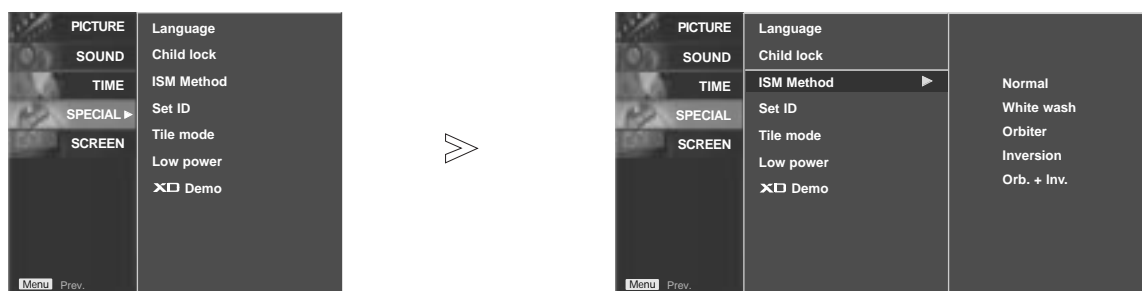 PICTURE
SOUND
TIME
SPECIAL ►
SCREEN
Language
Child lock
ISM Method
Set ID
Tile mode
Low power
XD Demo
Menu Prev.
PICTURE
SOUND
TIME
SPECIAL
SCREEN
Language
Child lock
ISM Method ►
Set ID
Tile mode
Low power
XD Demo
Normal
White wash
Orbiter
Inversion
Orb. + Inv.
Menu Prev.